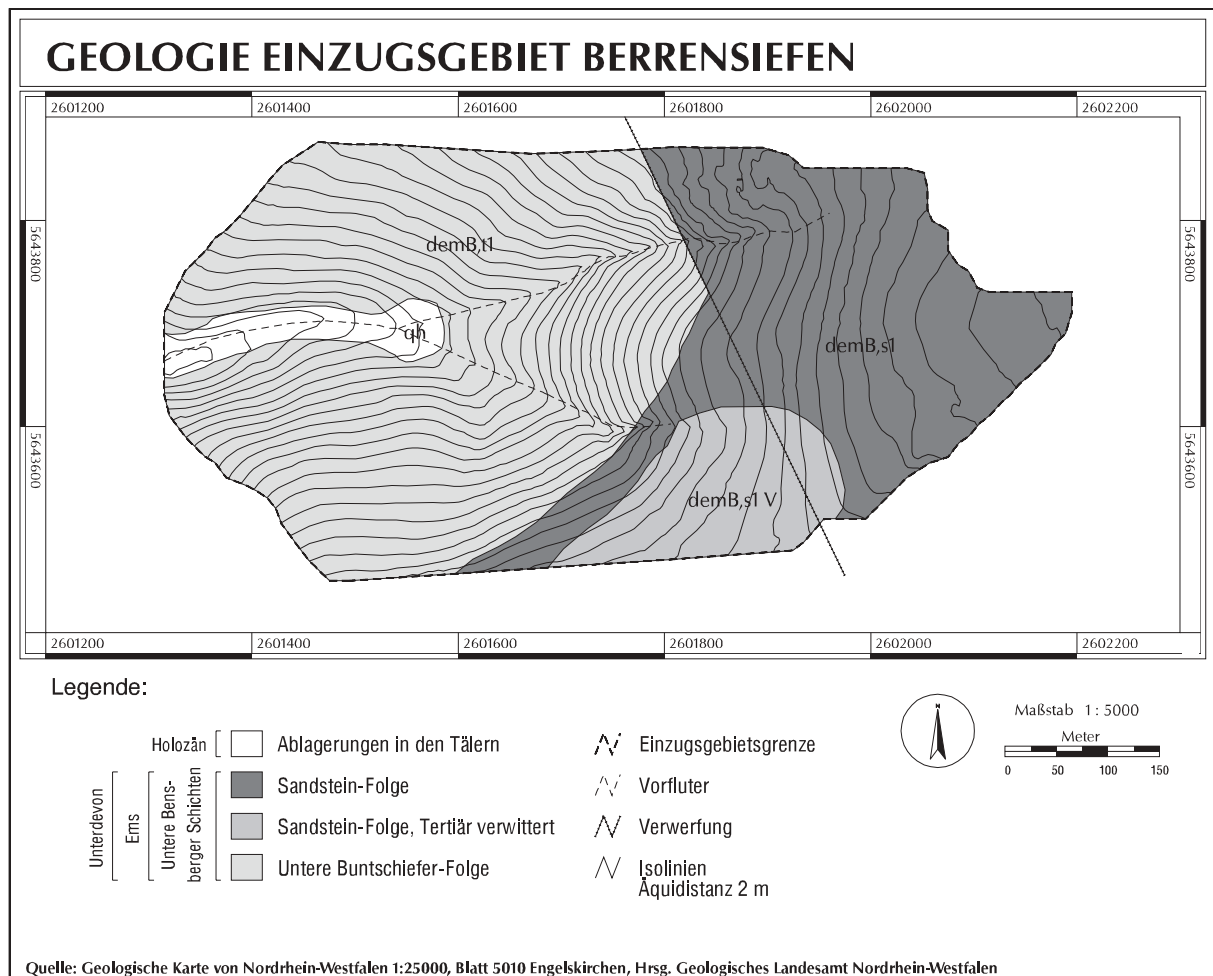 GEOLOGIE EINZUGSGEBIET BERRENSIEFEN
2601200 2601400 2601600 2601800 2602000 2602200
5643800 5643800
demB,t1
qh
demB,s1
5643600 5643600
demB,s1 V
2601200 2601400 2601600 2601800 2602000 2602200
Legende:
Unterdevon
Ems
Untere Bens-
berger Schichten
Holozän
Ablagerungen in den Tälern
Sandstein-Folge
Sandstein-Folge, Tertiär verwittert
Untere Buntschiefer-Folge
Einzugsgebietsgrenze
Vorfluter
Verwerfung
Isolinien
Äquidistanz 2 m
N
Maßstab 1 : 5000
Meter
0 50 100 150
Quelle: Geologische Karte von Nordrhein-Westfalen 1:25000, Blatt 5010 Engelskirchen, Hrsg. Geologisches Landesamt Nordrhein-Westfalen